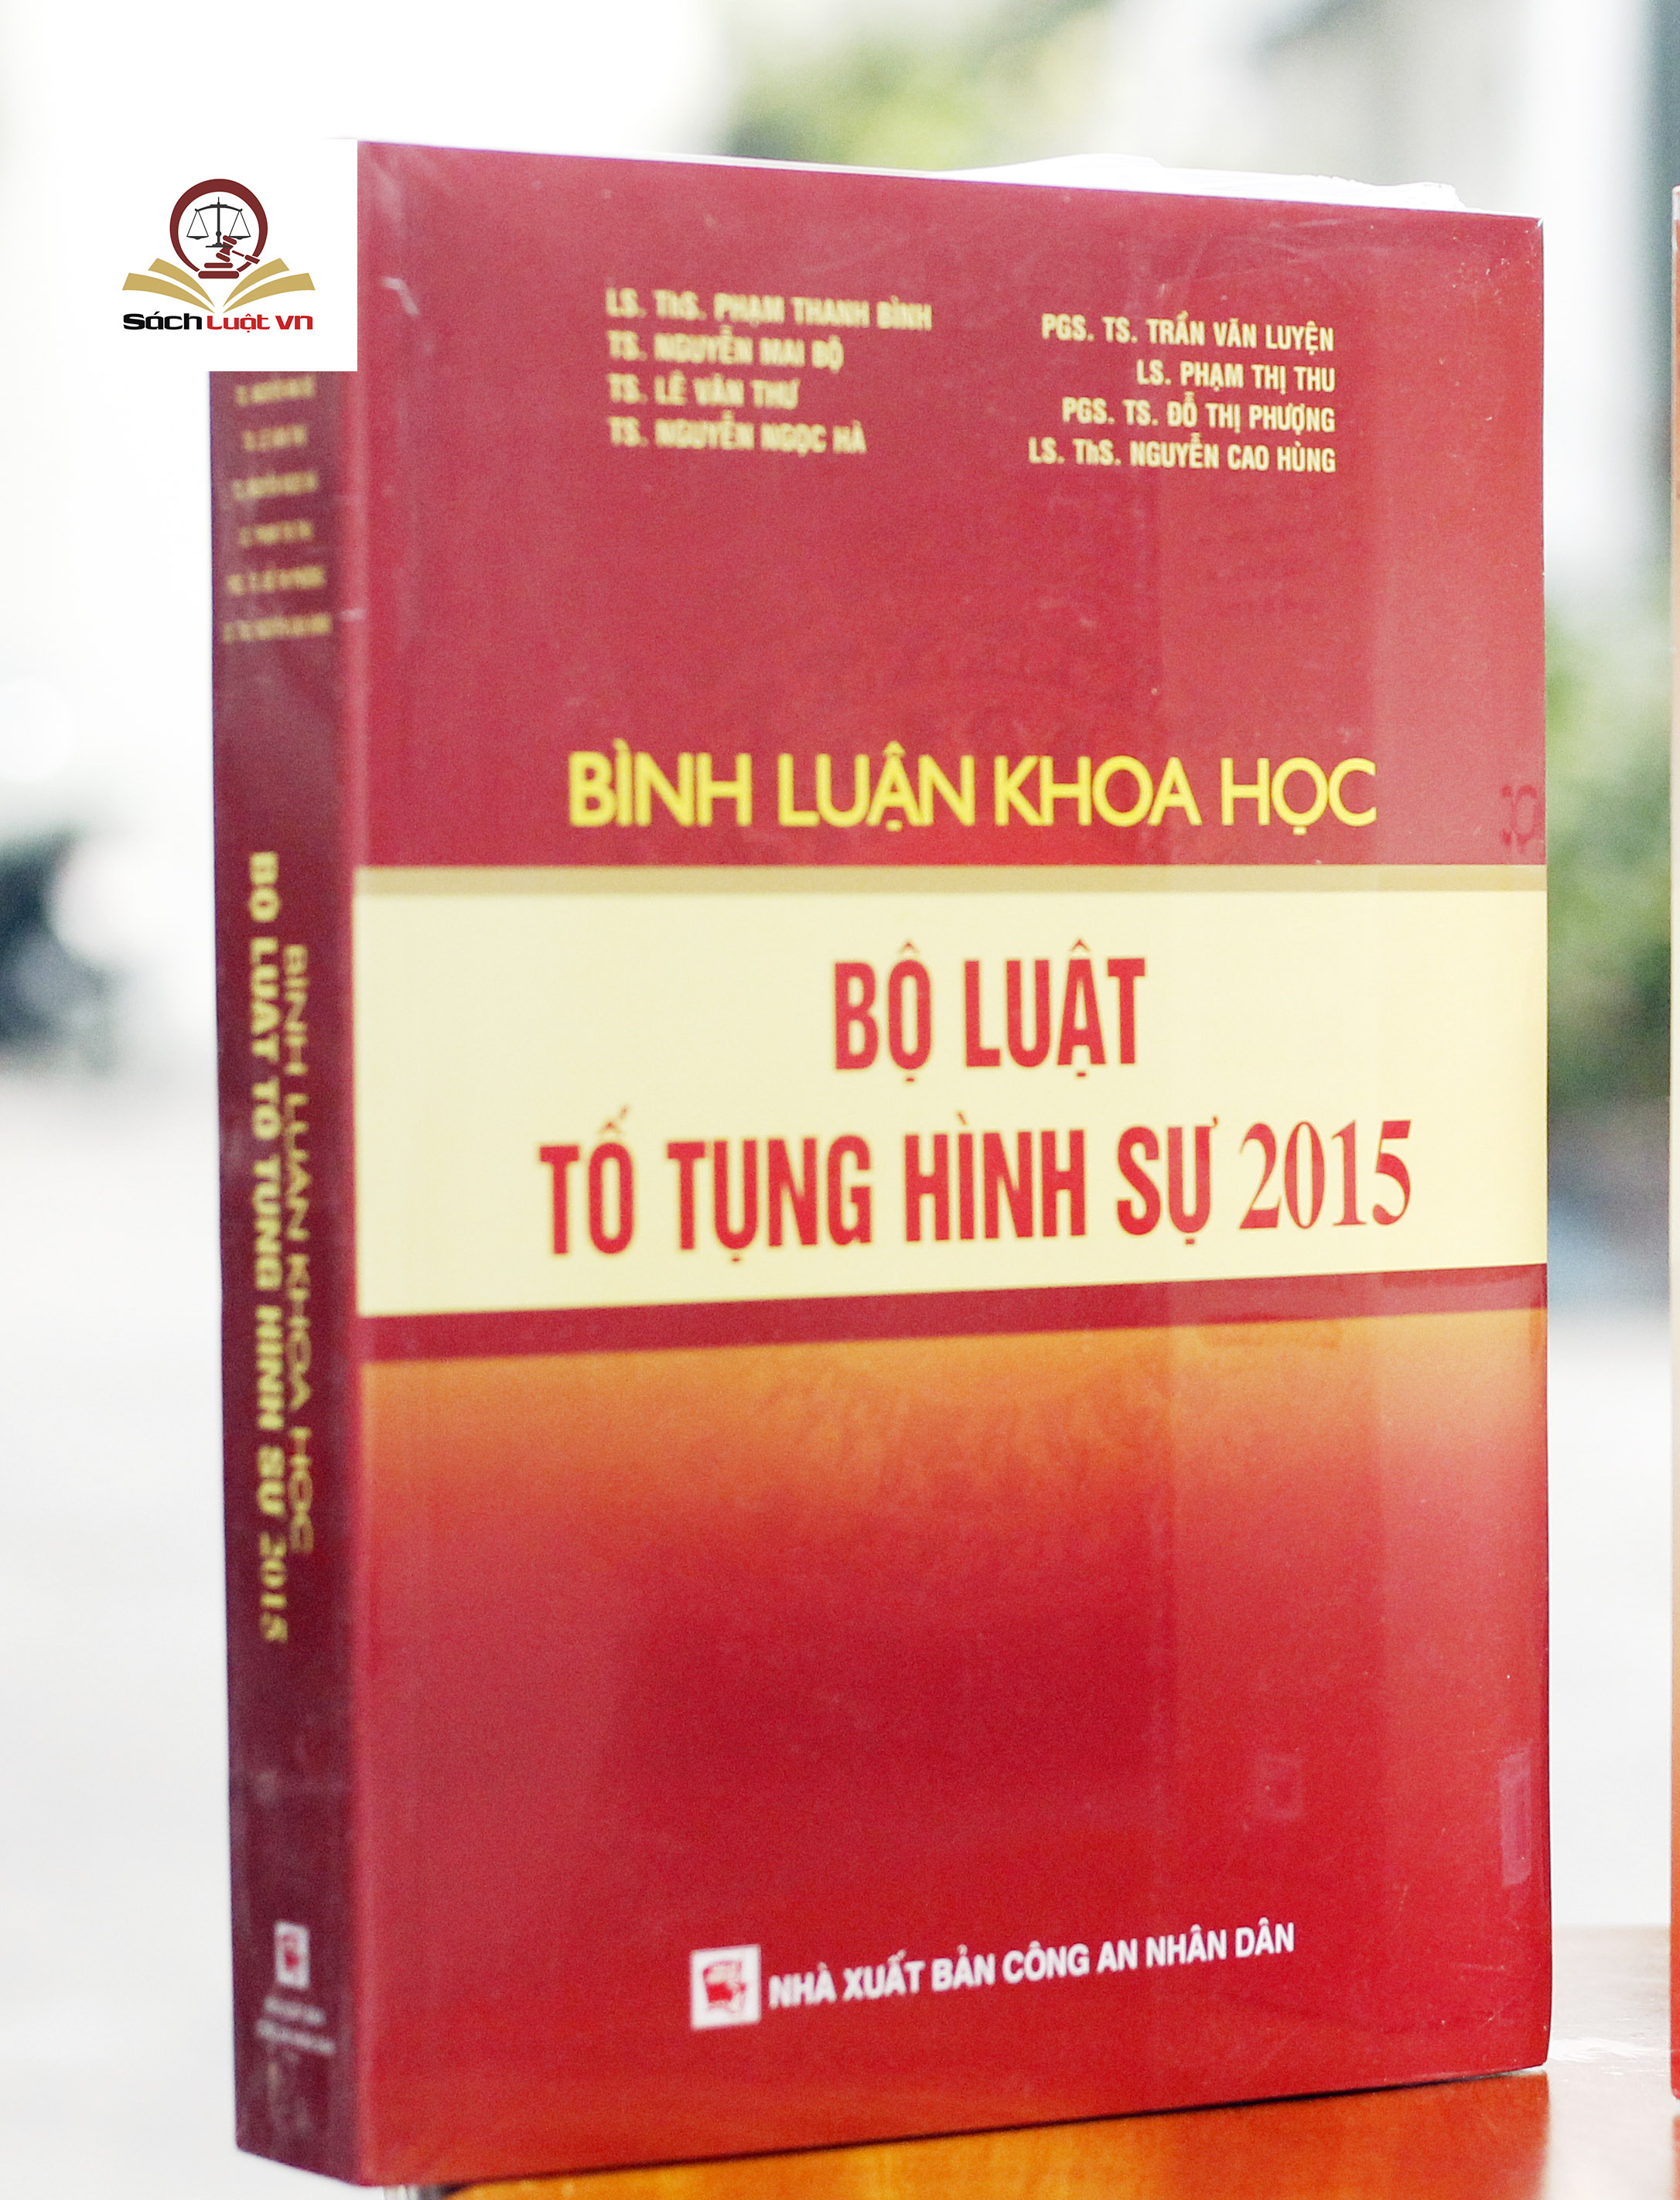 Sách Luật vn
LS. ThS. PHẠM THANH BÌNH
TS. NGUYỄN MAI BỘ
TS. LÊ VĂN THƯ
TS. NGUYỄN NGỌC HÀ
PGS. TS. TRẦN VĂN LUYỆN
LS. PHẠM THỊ THU
PGS. TS. ĐỖ THỊ PHƯỢNG
LS. ThS. NGUYỄN CAO HÙNG
BÌNH LUẬN KHOA HỌC
BỘ LUẬT
TỐ TỤNG HÌNH SỰ 2015
NHÀ XUẤT BẢN CÔNG AN NHÂN DÂN
BÌNH LUẬN KHOA HỌC
BỘ LUẬT TỐ TỤNG HÌNH SỰ 2015